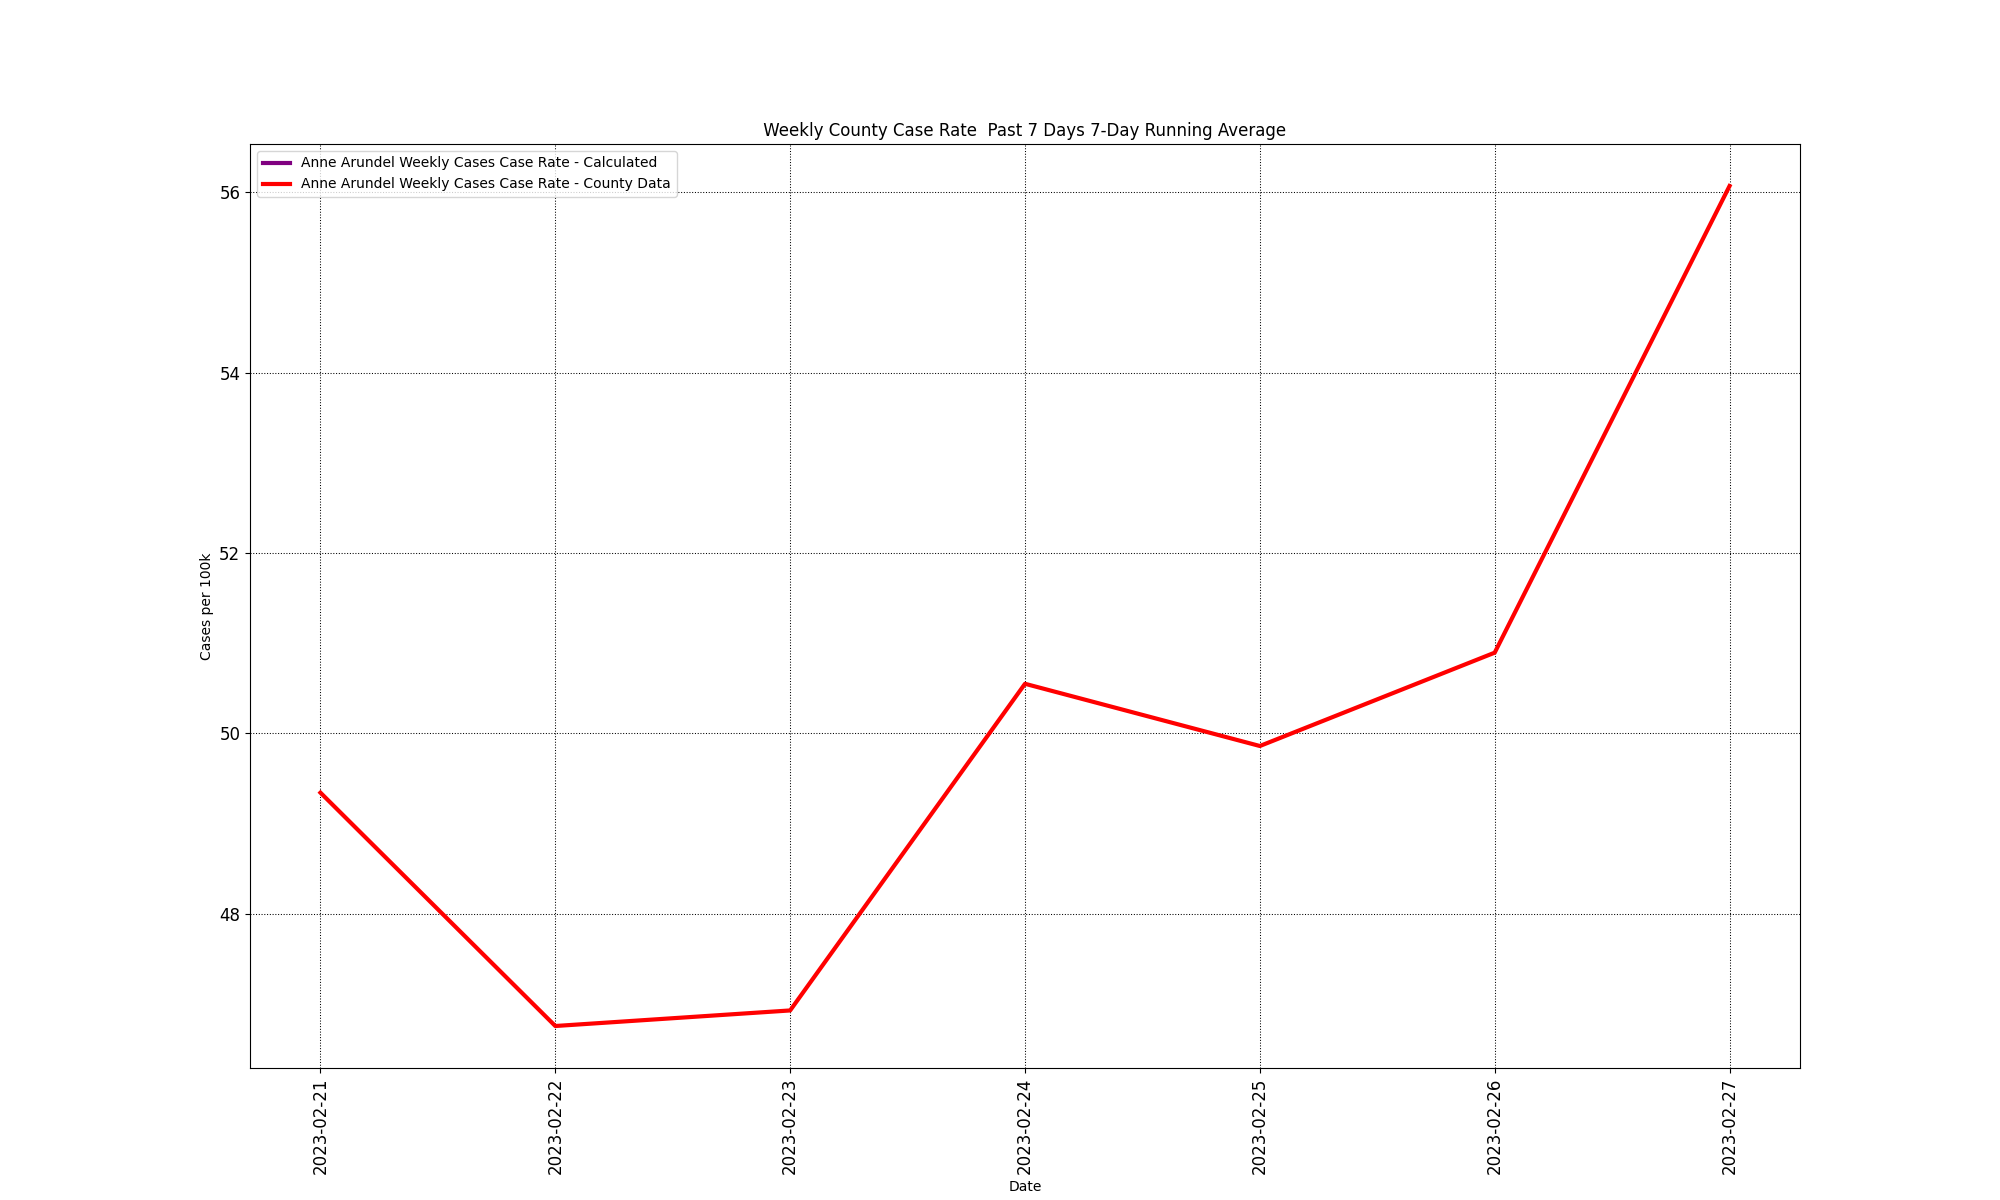 Weekly County Case Rate  Past 7 Days 7-Day Running Average
Anne Arundel Weekly Cases Case Rate - Calculated
Anne Arundel Weekly Cases Case Rate - County Data
56
54
52
50
48
Cases per 100k
2023-02-21
2023-02-22
2023-02-23
2023-02-24
2023-02-25
2023-02-26
2023-02-27
Date